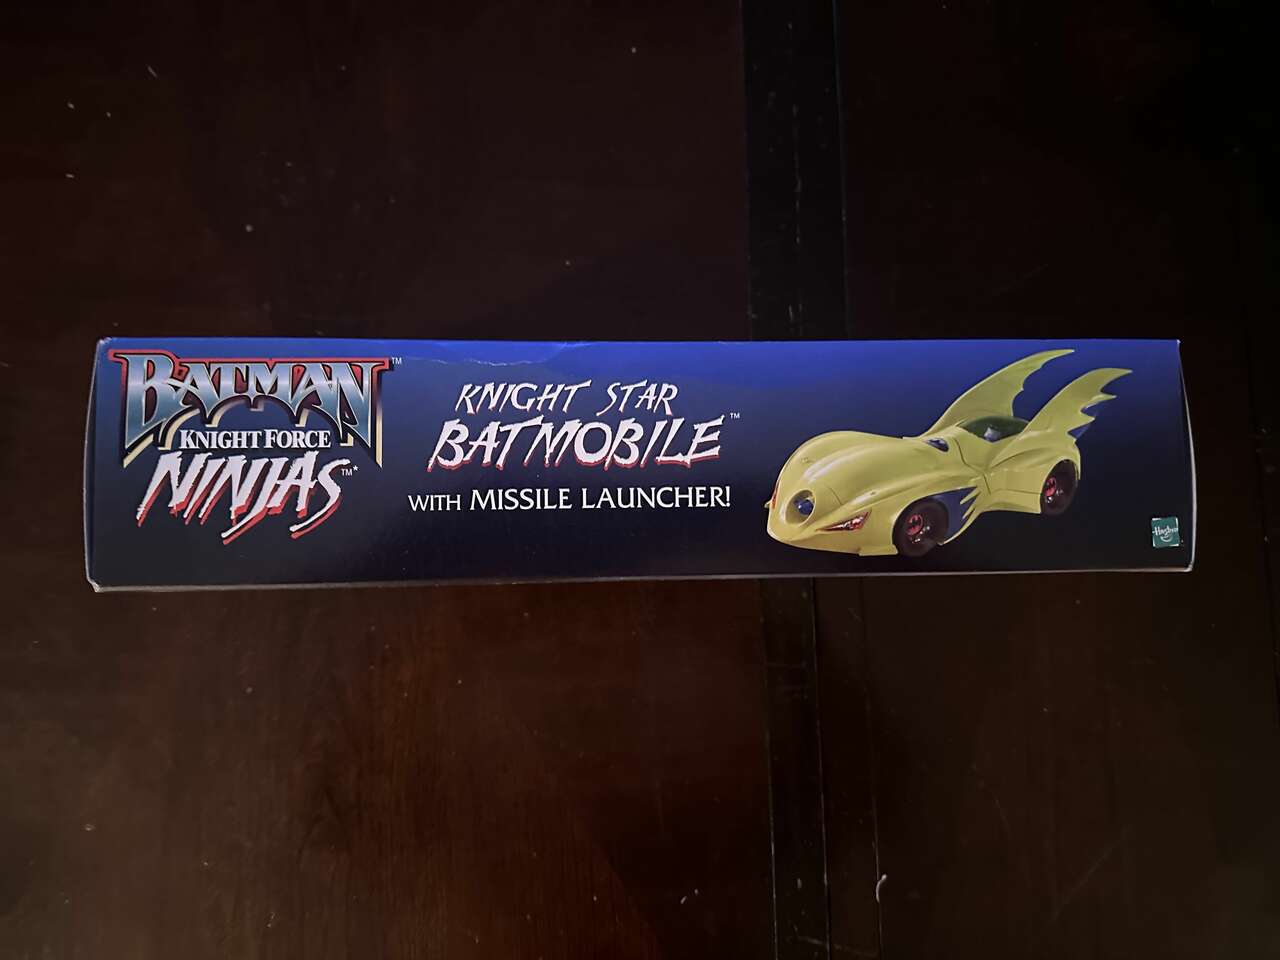 BATMAN™
KNIGHT FORCE
NINJAS™*
KNIGHT STAR
BATMOBILE™
WITH MISSILE LAUNCHER!
Hasbro